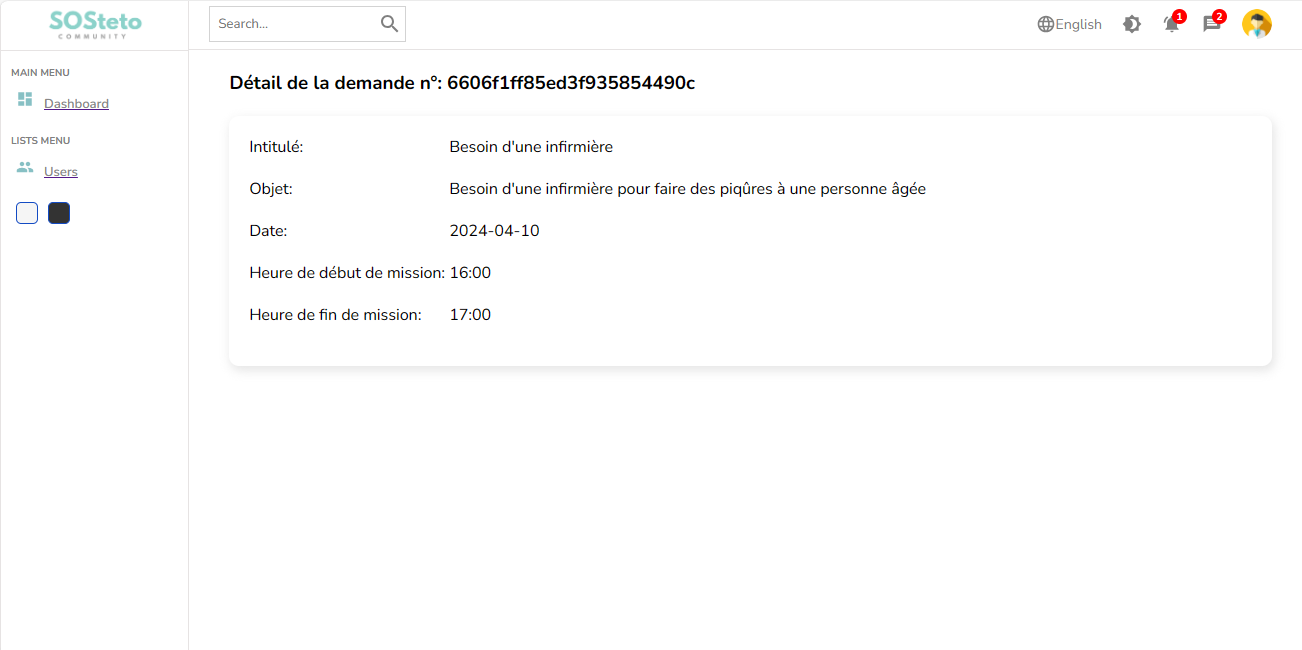 SOSteto
COMMUNITY
Search...
English
1
2
MAIN MENU
Dashboard
LISTS MENU
Users
Détail de la demande n°: 6606f1ff85ed3f935854490c
Intitulé: Besoin d'une infirmière
Objet: Besoin d'une infirmière pour faire des piqûres à une personne âgée
Date: 2024-04-10
Heure de début de mission: 16:00
Heure de fin de mission: 17:00